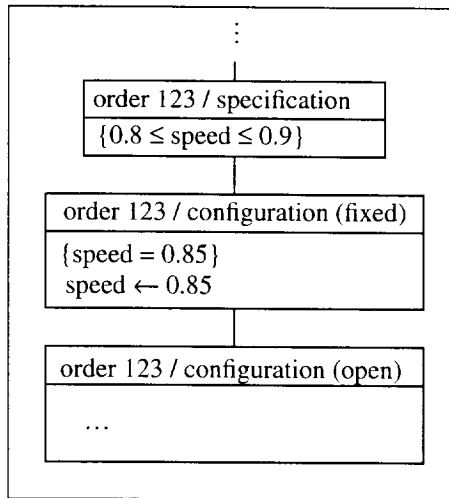 ⋮
order 123 / specification
{0.8 ≤ speed ≤ 0.9}
order 123 / configuration (fixed)
{speed = 0.85}
speed ← 0.85
order 123 / configuration (open)
...